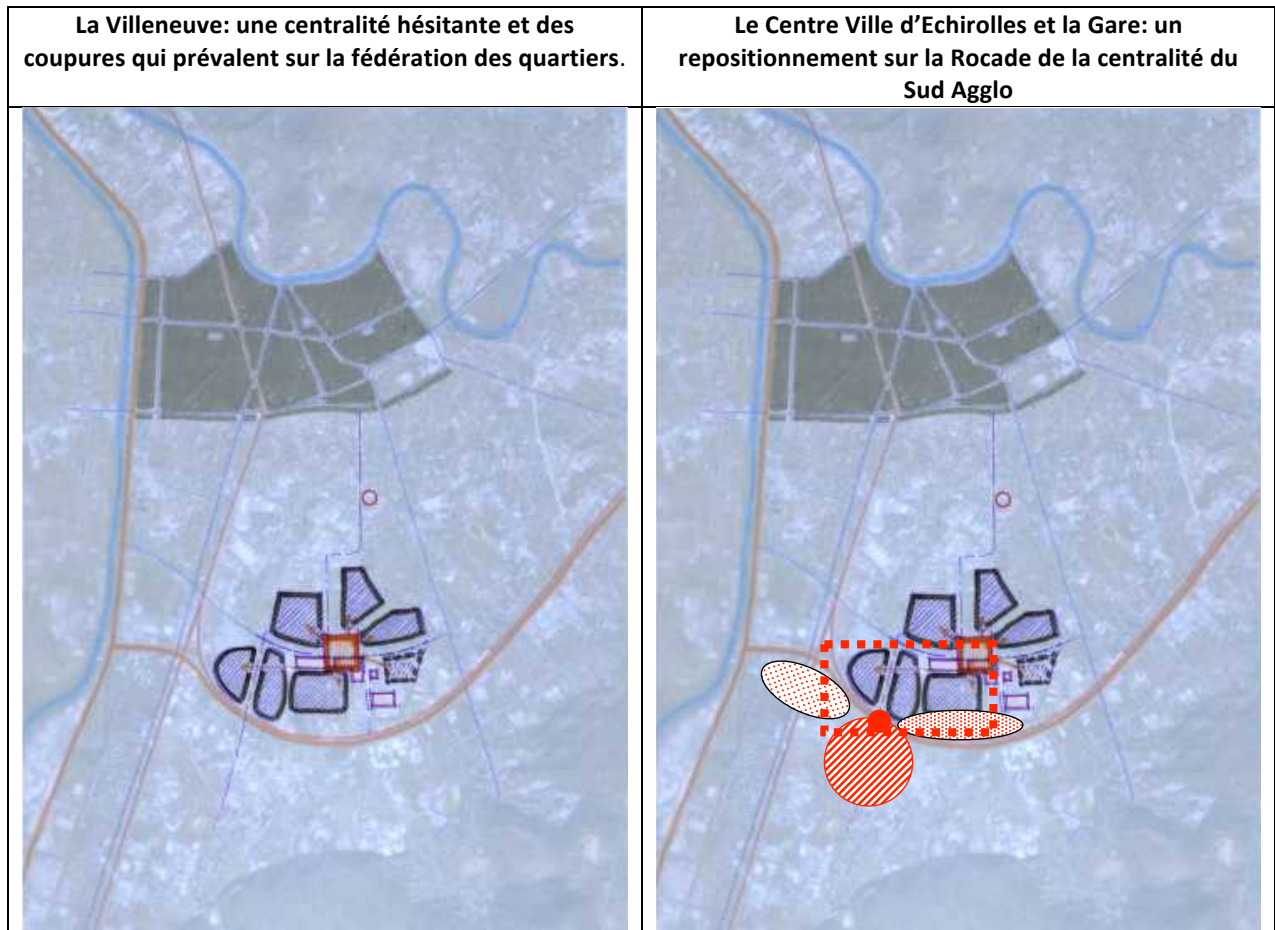 La Villeneuve: une centralité hésitante et des
coupures qui prévalent sur la fédération des quartiers.
Le Centre Ville d’Echirolles et la Gare: un
repositionnement sur la Rocade de la centralité du
Sud Agglo